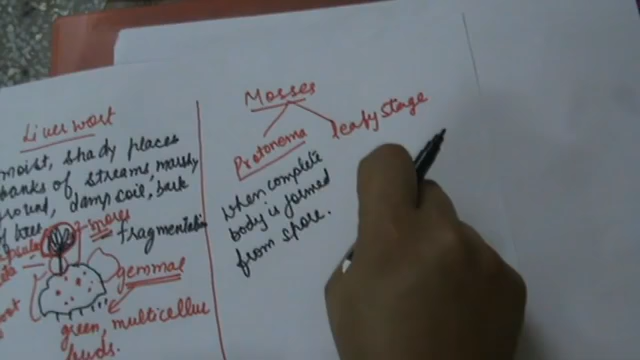 Liverwort
moist, shady places
banks of streams, marshy
ground, damp soil, bark
of trees
fragmentation
gemmae
green, multicellu
buds.
Mosses
Protonema
leafy stage
when complete
body is formed
from spore.